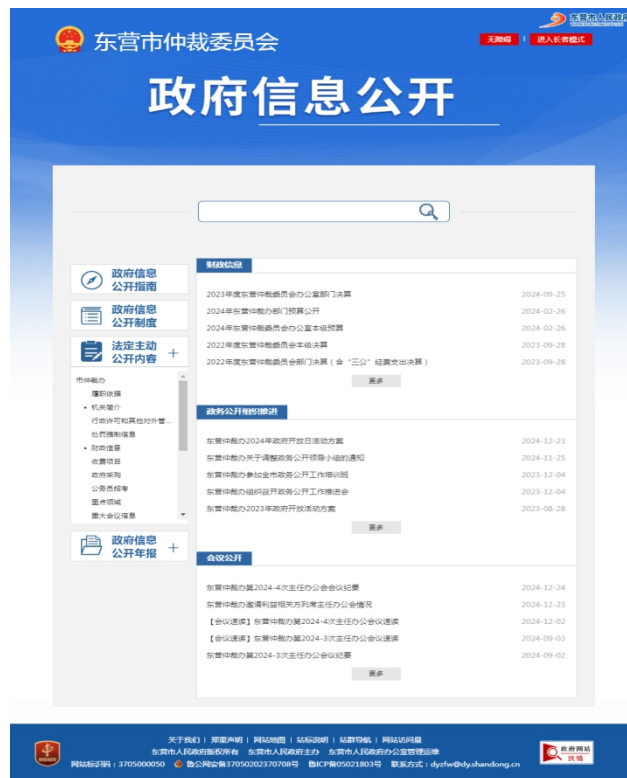 东营市人民政府
东营市仲裁委员会
无障碍 | 进入长者模式
政府信息公开
政府信息
公开指南
政府信息
公开制度
法定主动
公开内容 +
市仲裁办
履职依据
机关简介
行政许可和其他对外管...
处罚强制信息
财政信息
收费项目
政府采购
公务员招考
重点领域
重大会议信息
政府信息
公开年报 +
财政信息
2023年度东营仲裁委员会办公室部门决算 2024-09-25
2024年东营仲裁办部门预算公开 2024-02-26
2024年东营仲裁委员会办公室本级预算 2024-02-26
2022年度东营仲裁委员会本级决算 2023-09-28
2022年度东营仲裁委员会部门决算(含“三公”经费支出决算) 2023-09-28
更多
政务公开组织推进
东营仲裁办2024年政府开放日活动方案 2024-12-23
东营仲裁办关于调整政务公开领导小组的通知 2024-11-25
东营仲裁办参加全市政务公开工作培训班 2023-12-04
东营仲裁办组织召开政务公开工作推进会 2023-12-04
东营仲裁办2023年政府开放活动方案 2023-08-28
更多
会议公开
东营仲裁办第2024-4次主任办公会会议纪要 2024-12-24
东营仲裁办邀请利益相关方列席主任办公会情况 2024-12-23
【会议速读】东营仲裁办第2024-4次主任办公会议速读 2024-12-02
【会议速读】东营仲裁办第2024-3次主任办公会议速读 2024-09-03
东营仲裁办第2024-3次主任办公会议纪要 2024-09-02
更多
关于我们 | 郑重声明 | 网站地图 | 站标说明 | 站群导航 | 网站访问量
东营市人民政府版权所有 东营市人民政府主办 东营市人民政府办公室管理运维
网站标识码:3705000050 鲁公安备37050202370708号 鲁ICP备05021803号 联系方式:dyzfw@dy.shandong.cn
政府网站
找错